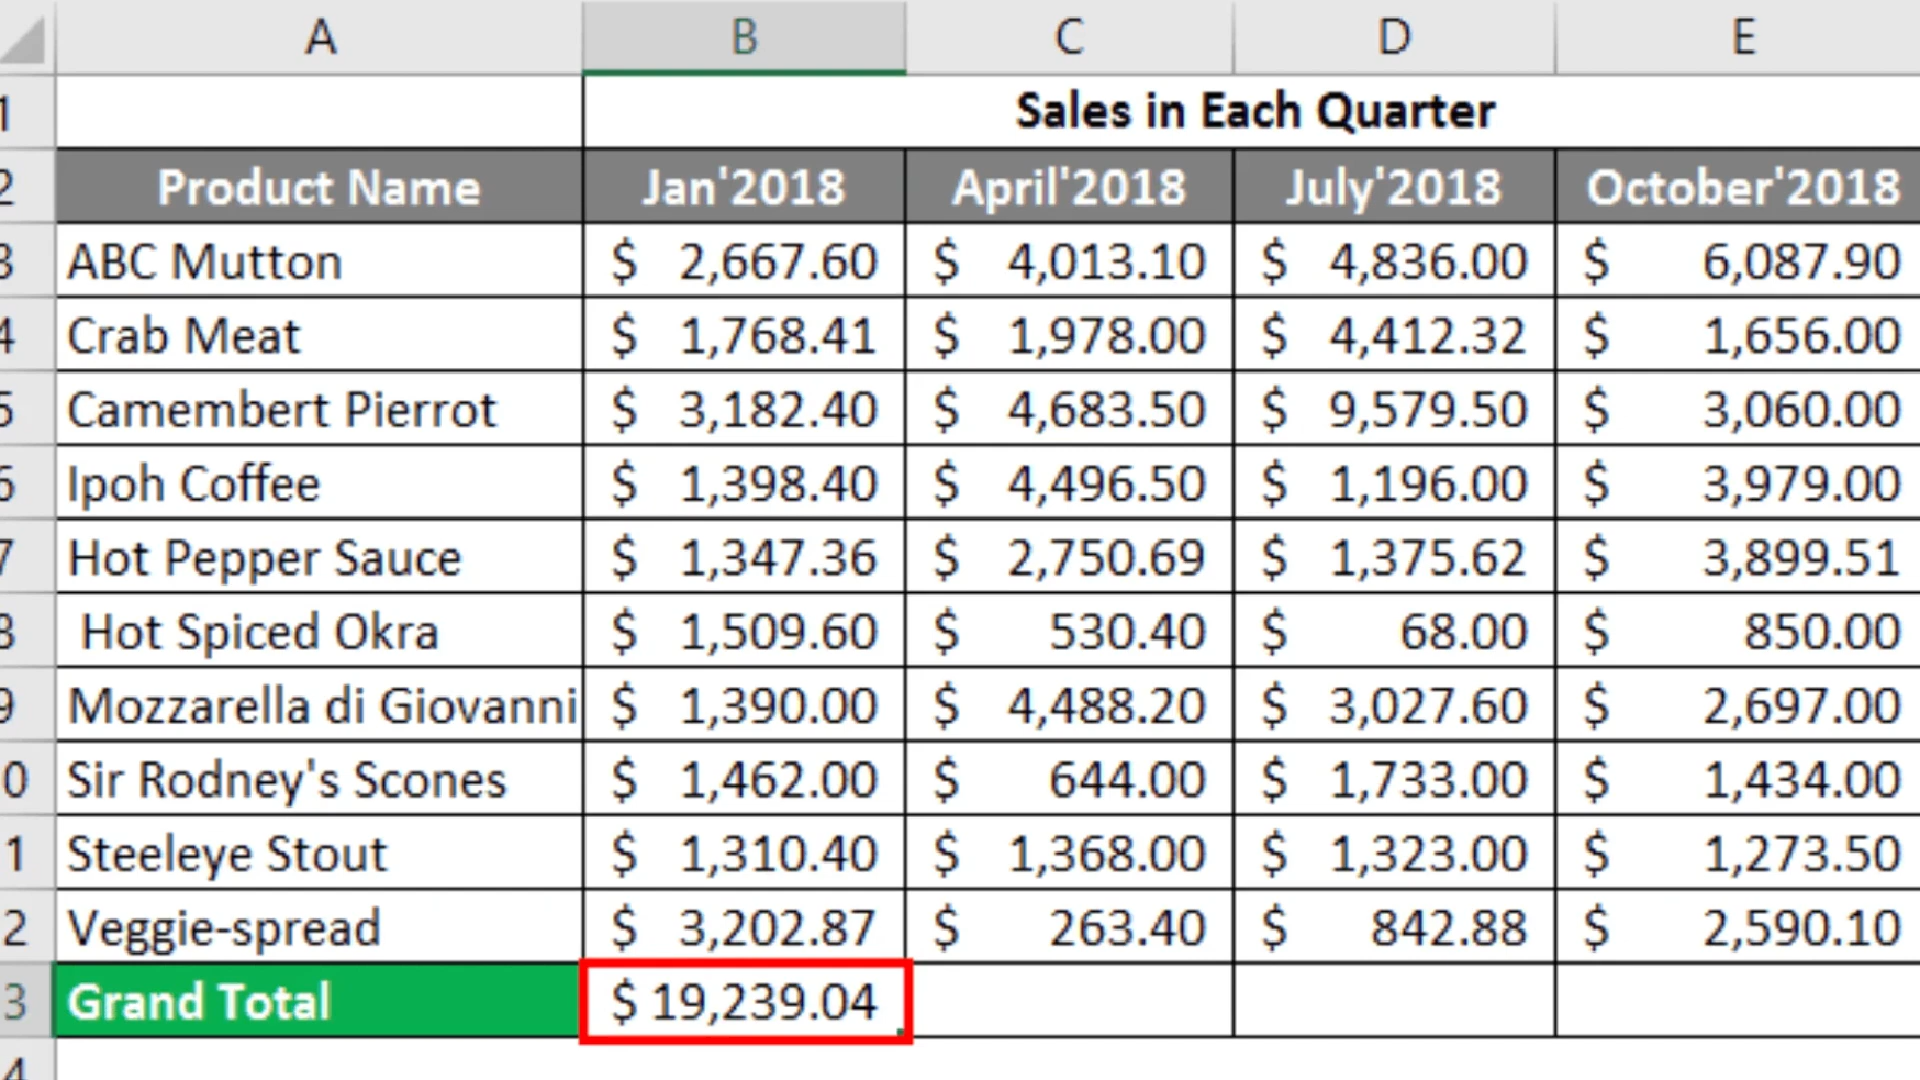 A B C D E
1 Sales in Each Quarter
2 Product Name Jan'2018 April'2018 July'2018 October'2018
3 ABC Mutton $ 2,667.60 $ 4,013.10 $ 4,836.00 $ 6,087.90
4 Crab Meat $ 1,768.41 $ 1,978.00 $ 4,412.32 $ 1,656.00
5 Camembert Pierrot $ 3,182.40 $ 4,683.50 $ 9,579.50 $ 3,060.00
6 Ipoh Coffee $ 1,398.40 $ 4,496.50 $ 1,196.00 $ 3,979.00
7 Hot Pepper Sauce $ 1,347.36 $ 2,750.69 $ 1,375.62 $ 3,899.51
8 Hot Spiced Okra $ 1,509.60 $ 530.40 $ 68.00 $ 850.00
9 Mozzarella di Giovanni $ 1,390.00 $ 4,488.20 $ 3,027.60 $ 2,697.00
0 Sir Rodney's Scones $ 1,462.00 $ 644.00 $ 1,733.00 $ 1,434.00
1 Steeleye Stout $ 1,310.40 $ 1,368.00 $ 1,323.00 $ 1,273.50
2 Veggie-spread $ 3,202.87 $ 263.40 $ 842.88 $ 2,590.10
3 Grand Total $ 19,239.04
4